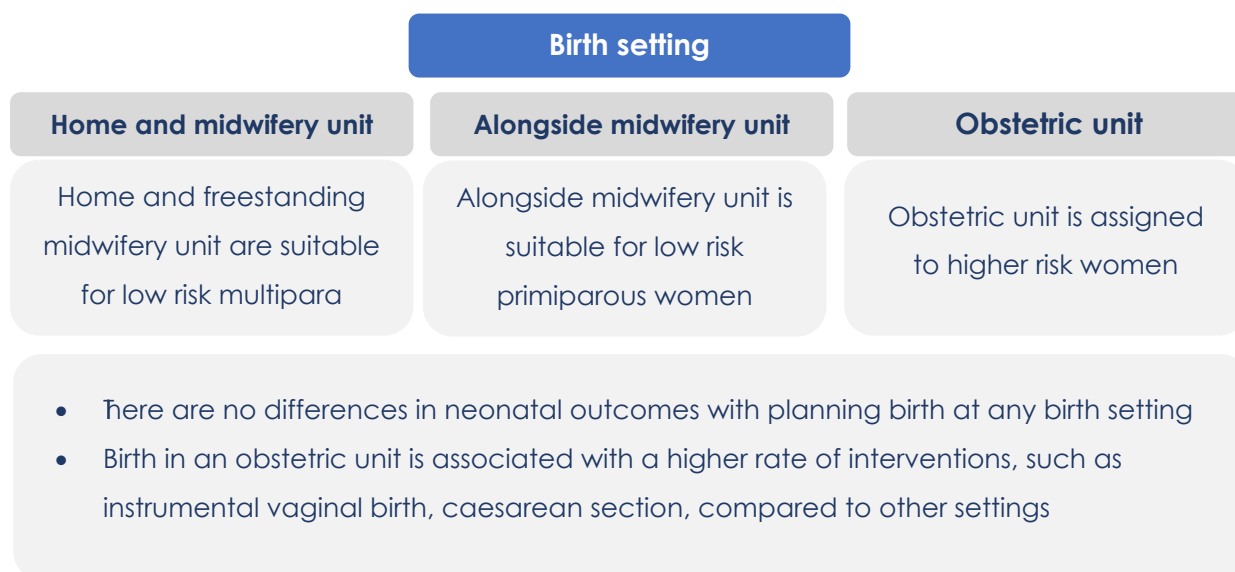 Birth setting
Home and midwifery unit
Home and freestanding
midwifery unit are suitable
for low risk multipara
Alongside midwifery unit
Alongside midwifery unit is
suitable for low risk
primiparous women
Obstetric unit
Obstetric unit is assigned
to higher risk women
• There are no differences in neonatal outcomes with planning birth at any birth setting
• Birth in an obstetric unit is associated with a higher rate of interventions, such as
instrumental vaginal birth, caesarean section, compared to other settings